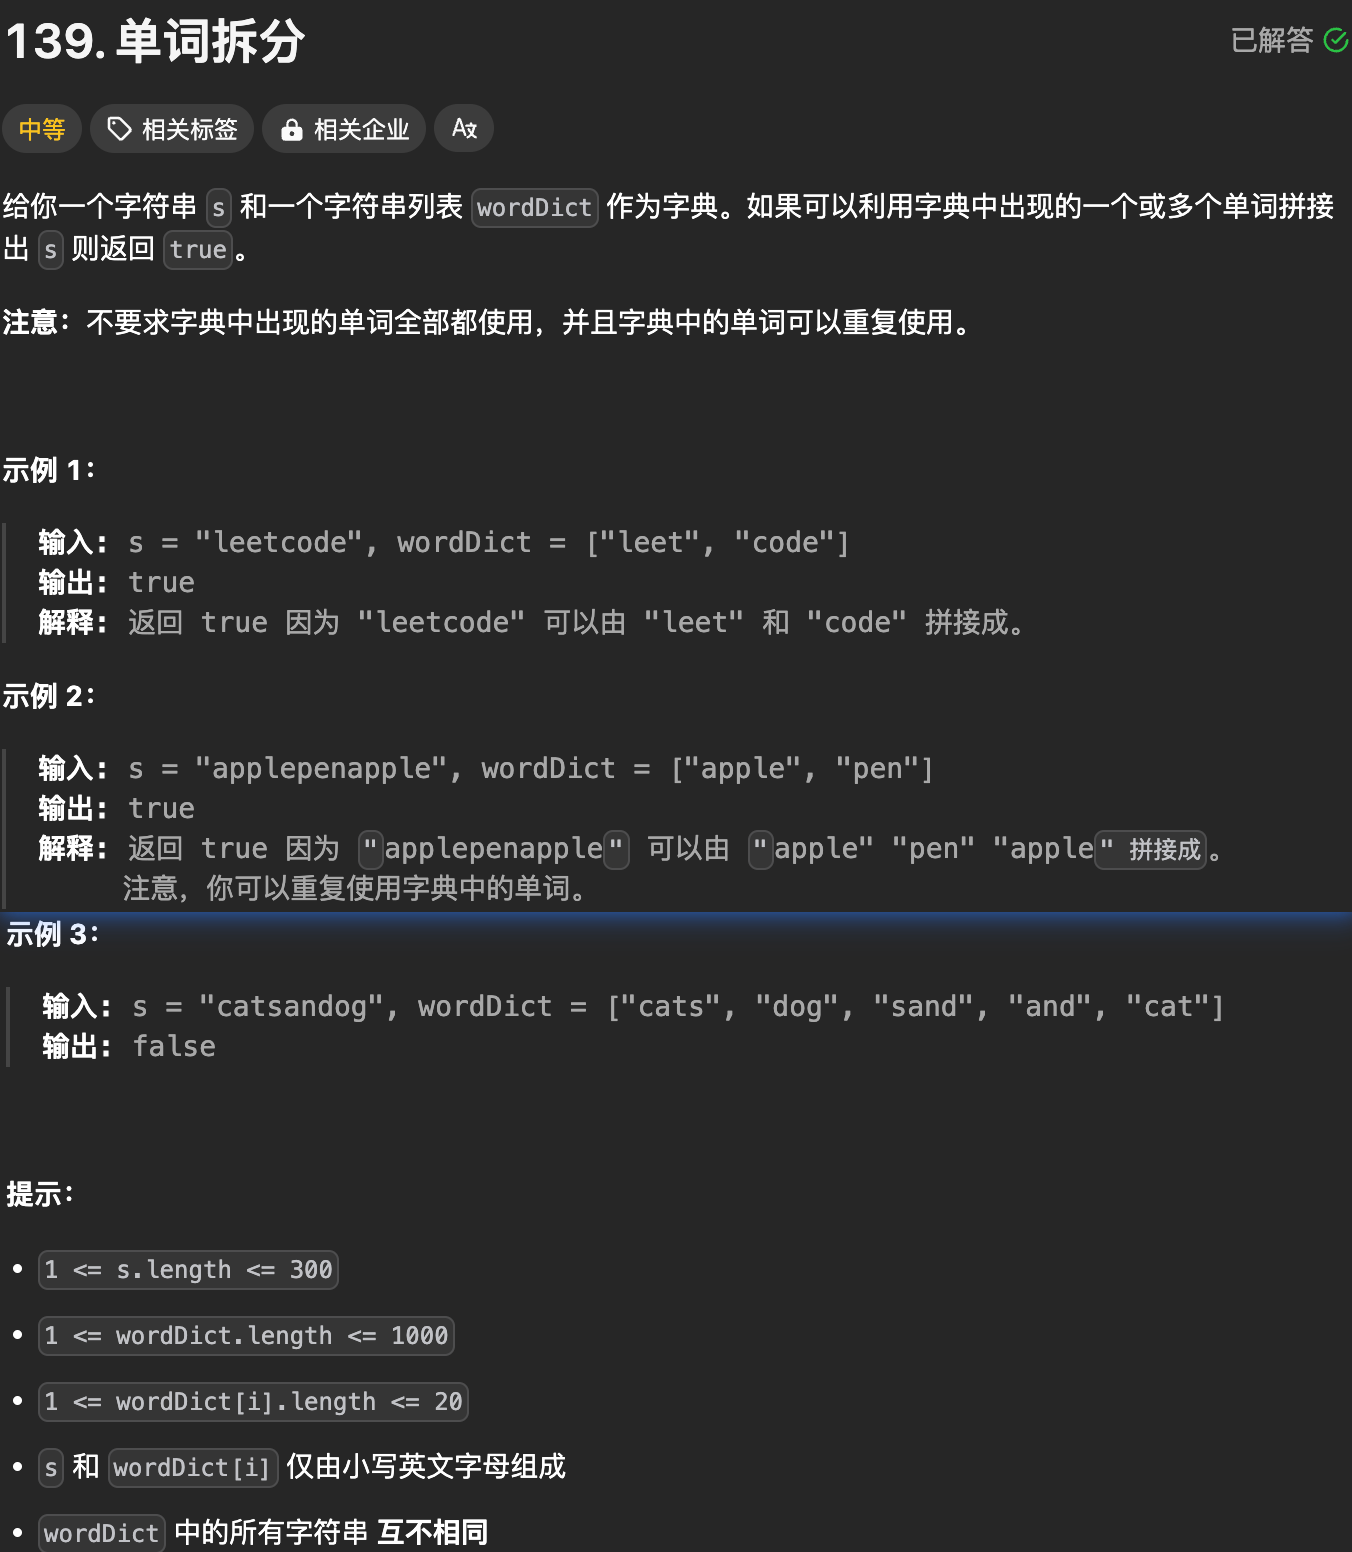 139. 单词拆分
已解答
中等
相关标签
相关企业
给你一个字符串 s 和一个字符串列表 wordDict 作为字典。如果可以利用字典中出现的一个或多个单词拼接
出 s 则返回 true。
注意：不要求字典中出现的单词全部都使用，并且字典中的单词可以重复使用。
示例 1：
输入: s = "leetcode", wordDict = ["leet", "code"]
输出: true
解释: 返回 true 因为 "leetcode" 可以由 "leet" 和 "code" 拼接成。
示例 2：
输入: s = "applepenapple", wordDict = ["apple", "pen"]
输出: true
解释: 返回 true 因为 "applepenapple" 可以由 "apple" "pen" "apple" 拼接成。
注意，你可以重复使用字典中的单词。
示例 3：
输入: s = "catsandog", wordDict = ["cats", "dog", "sand", "and", "cat"]
输出: false
提示：
• 1 <= s.length <= 300
• 1 <= wordDict.length <= 1000
• 1 <= wordDict[i].length <= 20
• s 和 wordDict[i] 仅由小写英文字母组成
• wordDict 中的所有字符串 互不相同